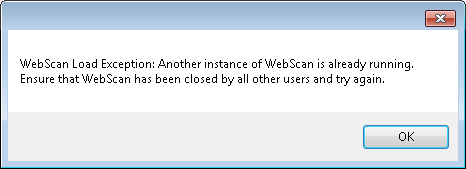 WebScan Load Exception: Another instance of WebScan is already running.
Ensure that WebScan has been closed by all other users and try again.
OK